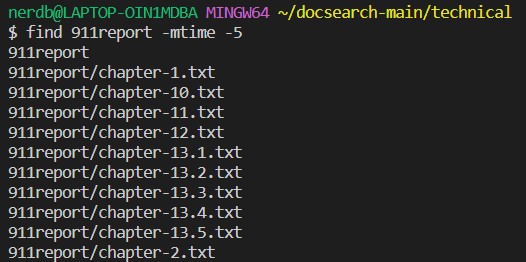 nerdb@LAPTOP-OIN1MDBA MINGW64 ~/docsearch-main/technical
$ find 911report -mtime -5
911report
911report/chapter-1.txt
911report/chapter-10.txt
911report/chapter-11.txt
911report/chapter-12.txt
911report/chapter-13.1.txt
911report/chapter-13.2.txt
911report/chapter-13.3.txt
911report/chapter-13.4.txt
911report/chapter-13.5.txt
911report/chapter-2.txt